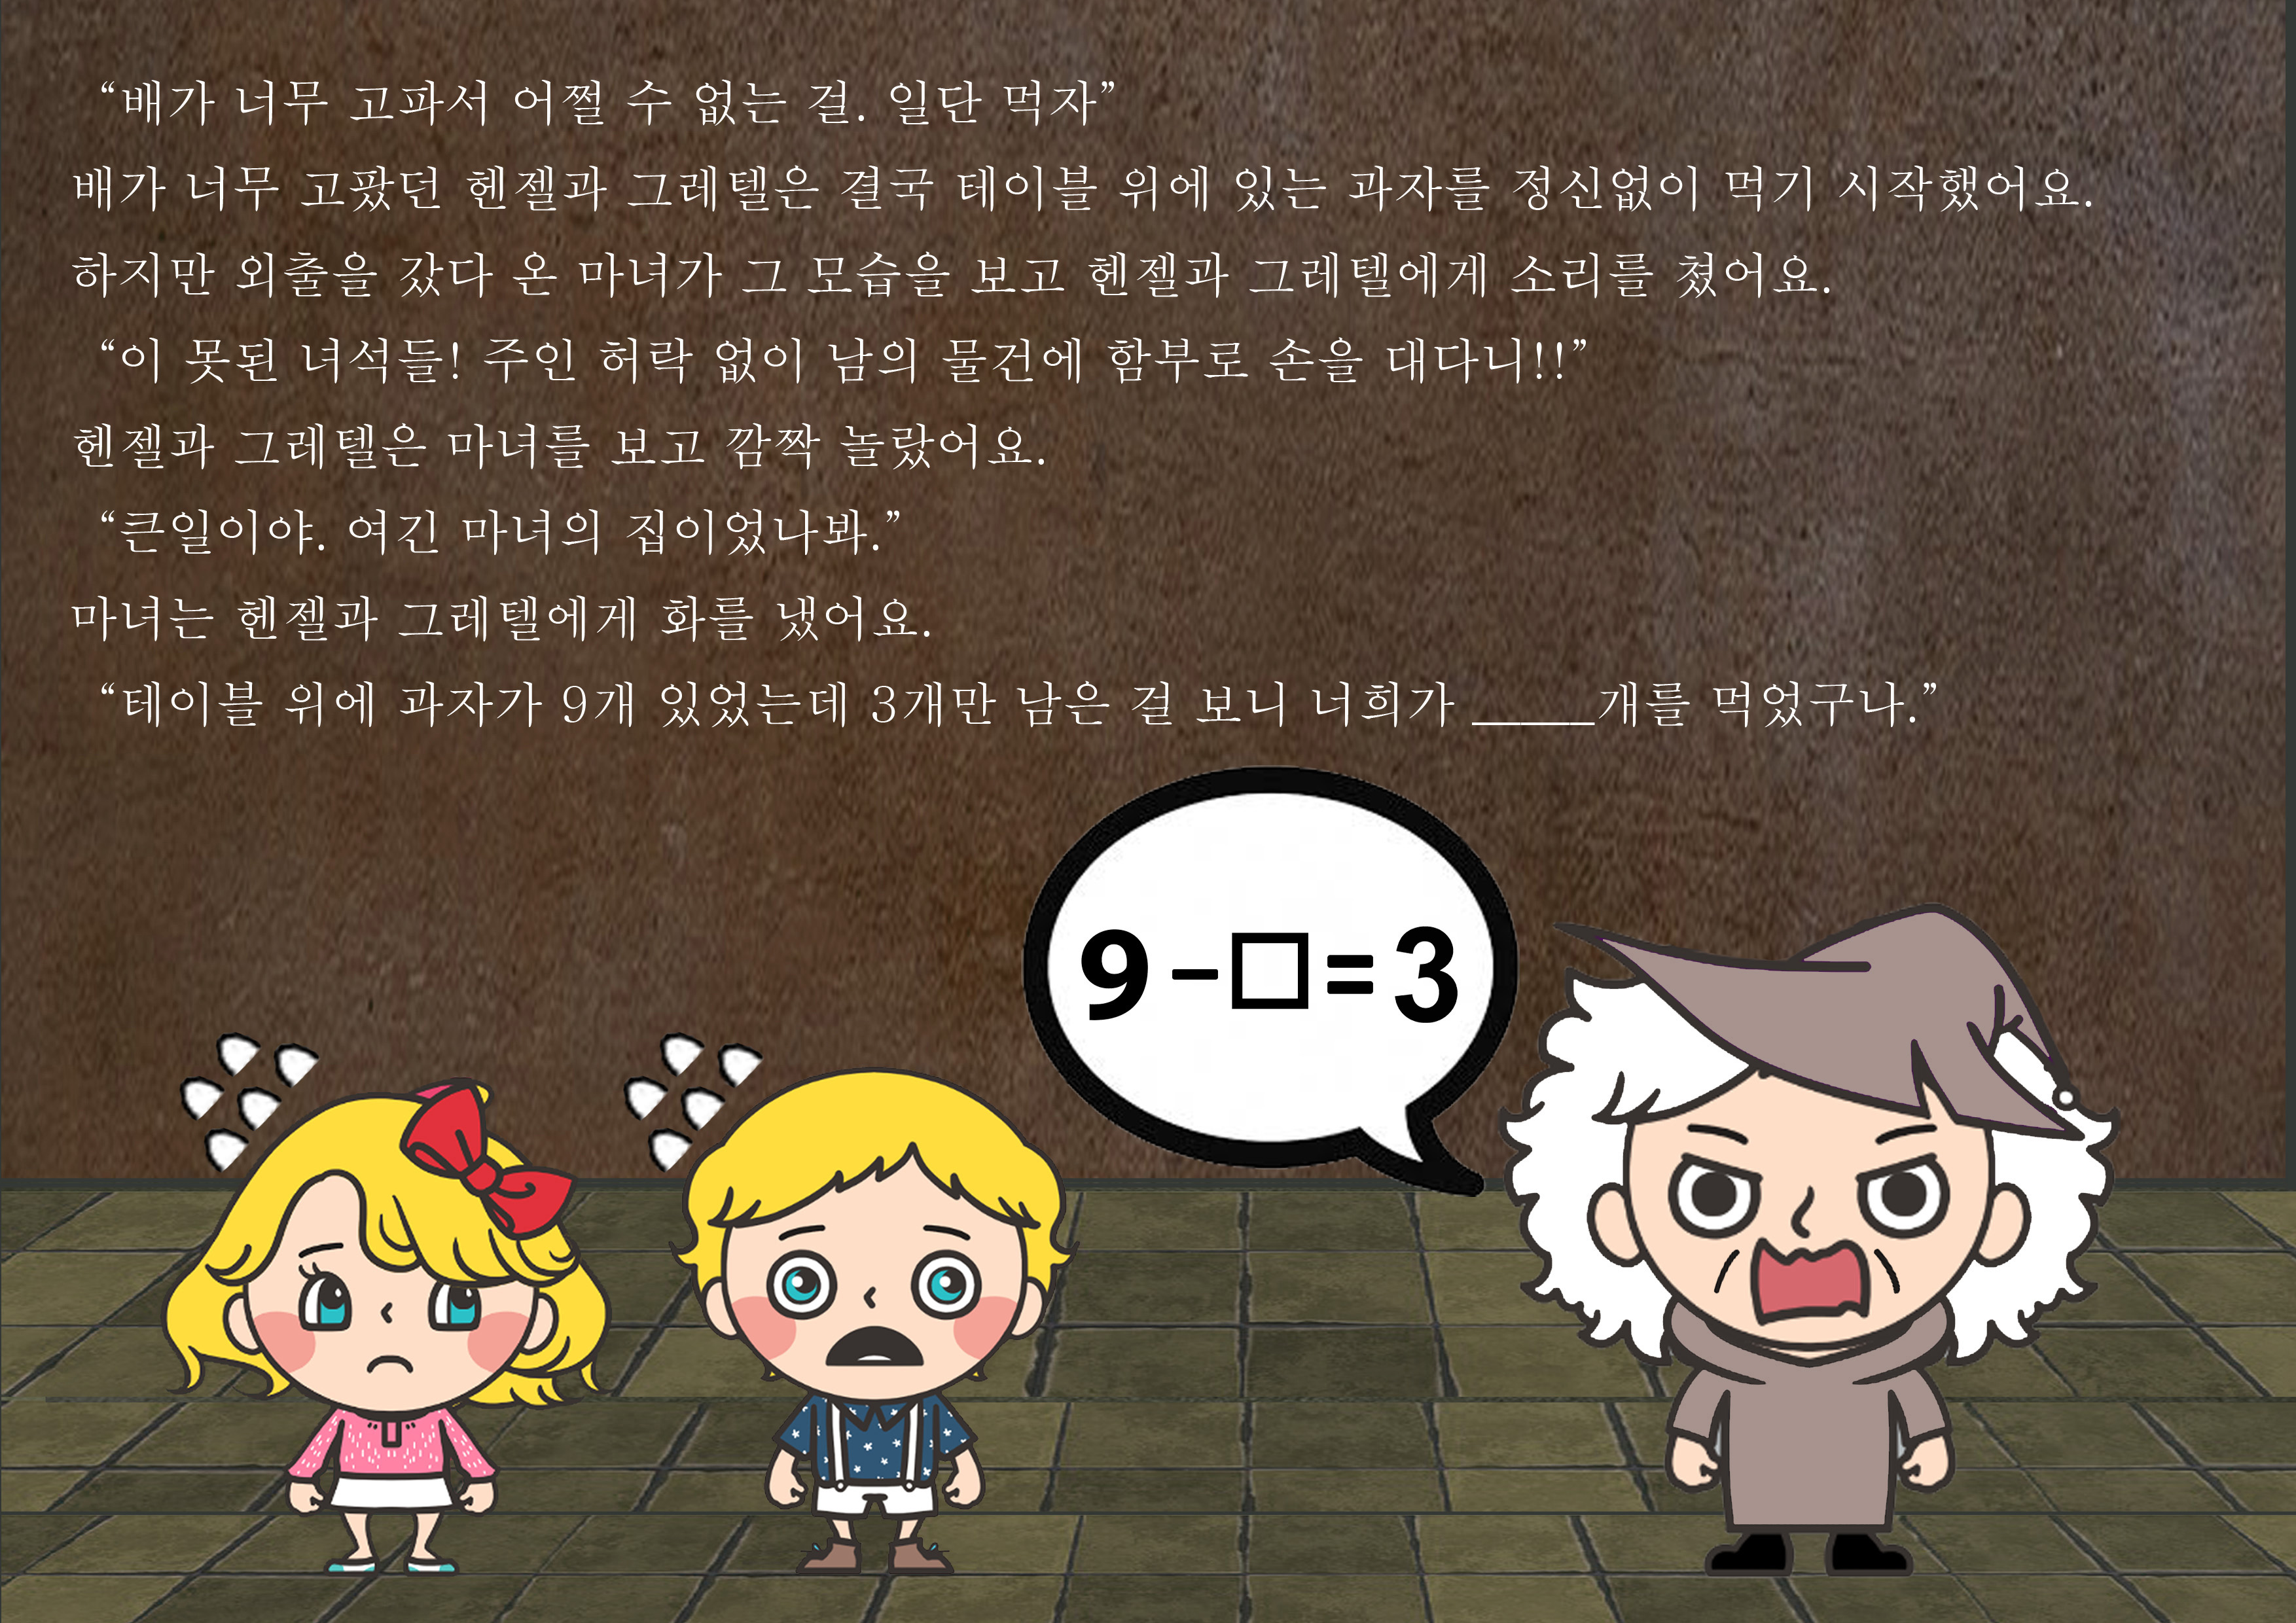 “배가 너무 고파서 어쩔 수 없는 걸. 일단 먹자”
배가 너무 고팠던 헨젤과 그레텔은 결국 테이블 위에 있는 과자를 정신없이 먹기 시작했어요.
하지만 외출을 갔다 온 마녀가 그 모습을 보고 헨젤과 그레텔에게 소리를 쳤어요.
“이 못된 녀석들! 주인 허락 없이 남의 물건에 함부로 손을 대다니!!”
헨젤과 그레텔은 마녀를 보고 깜짝 놀랐어요.
“큰일이야. 여긴 마녀의 집이었나봐.”
마녀는 헨젤과 그레텔에게 화를 냈어요.
“테이블 위에 과자가 9개 있었는데 3개만 남은 걸 보니 너희가 _____개를 먹었구나.”
9-□=3